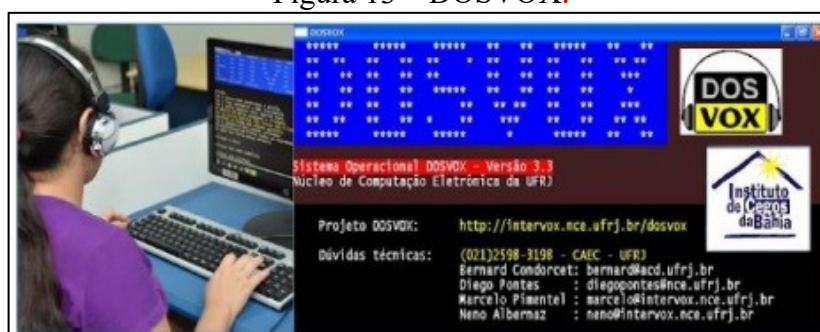 Figura 13 – DOSVOX.
DOSVOX
DOSVOX
DOS
VOX
Sistema Operacional DOSVOX - Versão 3.3
Núcleo de Computação Eletrônica da UFRJ
Instituto
de Cegos
da Bahia
Projeto DOSVOX: http://intervox.nce.ufrj.br/dosvox
Dúvidas técnicas: (021)2598-3198 - CAEC - UFRJ
Bernard Condorcet: bernard@acd.ufrj.br
Diego Pontes : diegopontes@nce.ufrj.br
Marcelo Pimentel : marcelo@intervox.nce.ufrj.br
Neno Albernaz : neno@intervox.nce.ufrj.br